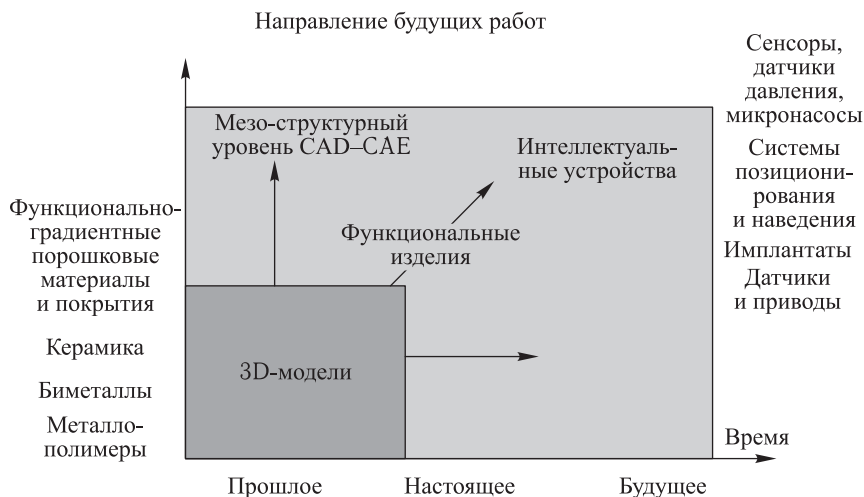 Направление будущих работ
Сенсоры,
датчики
давления,
микронасосы
Системы
позициони-
рования
и наведения
Имплантаты
Датчики
и приводы
Мезо-структурный
уровень CAD–CAE
Интеллектуаль-
ные устройства
Функциональные
изделия
Функционально-
градиентные
порошковые
материалы
и покрытия
Керамика
Биметаллы
Металло-
полимеры
3D-модели
Время
Прошлое
Настоящее
Будущее